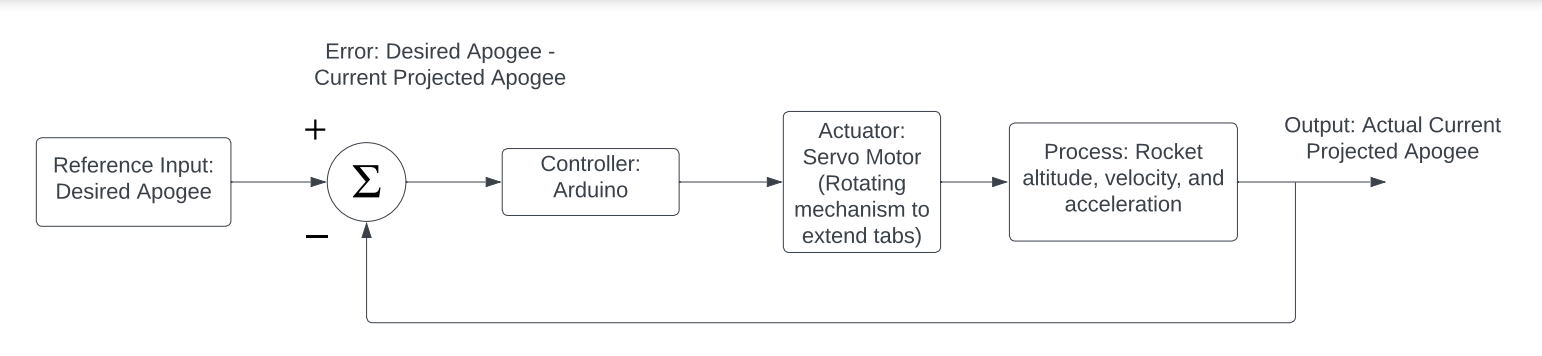 Error: Desired Apogee -
Current Projected Apogee
+
Reference Input:
Desired Apogee
Σ
−
Controller:
Arduino
Actuator:
Servo Motor
(Rotating
mechanism to
extend tabs)
Process: Rocket
altitude, velocity, and
acceleration
Output: Actual Current
Projected Apogee